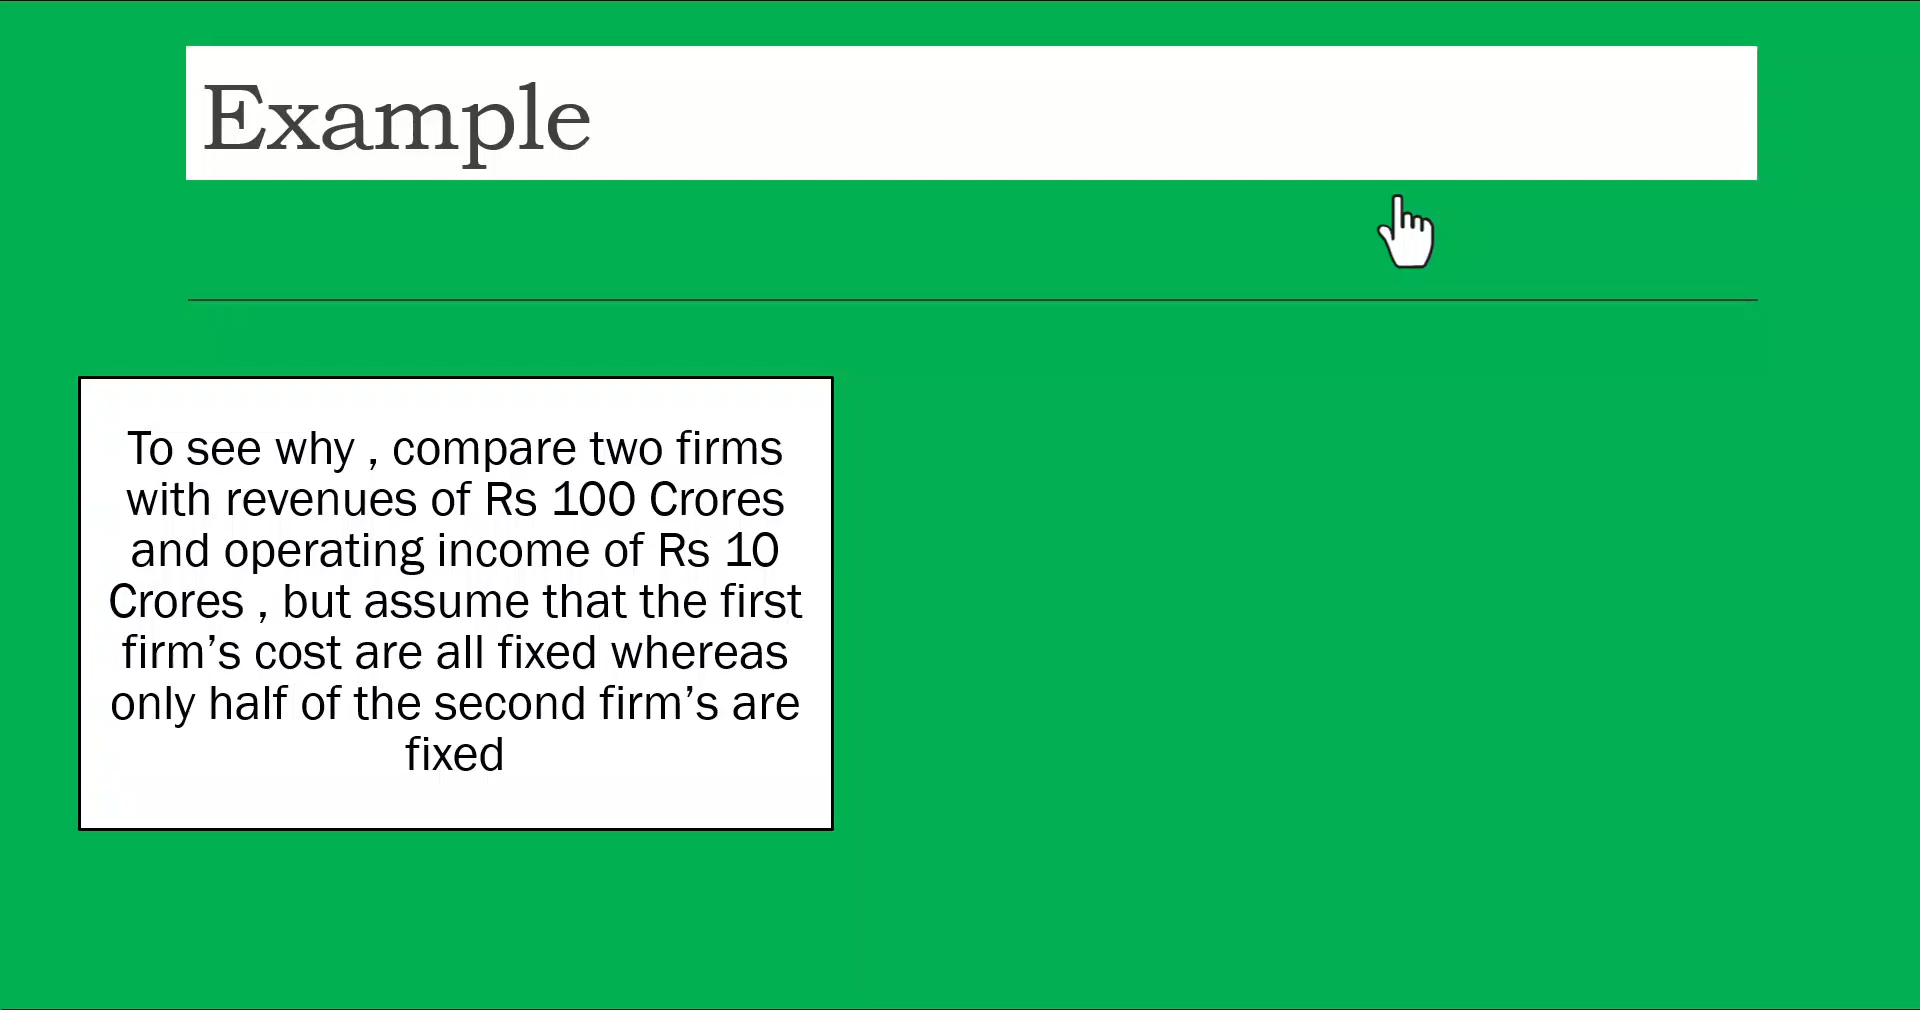 Example
To see why , compare two firms
with revenues of Rs 100 Crores
and operating income of Rs 10
Crores , but assume that the first
firm’s cost are all fixed whereas
only half of the second firm’s are
fixed